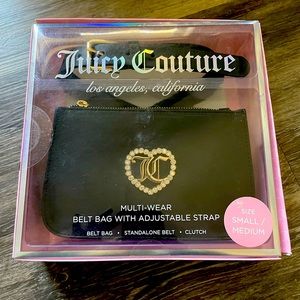 Juicy Couture
los angeles, california
JC
MULTI-WEAR
BELT BAG WITH ADJUSTABLE STRAP
BELT BAG • STANDALONE BELT • CLUTCH
SIZE
SMALL /
MEDIUM